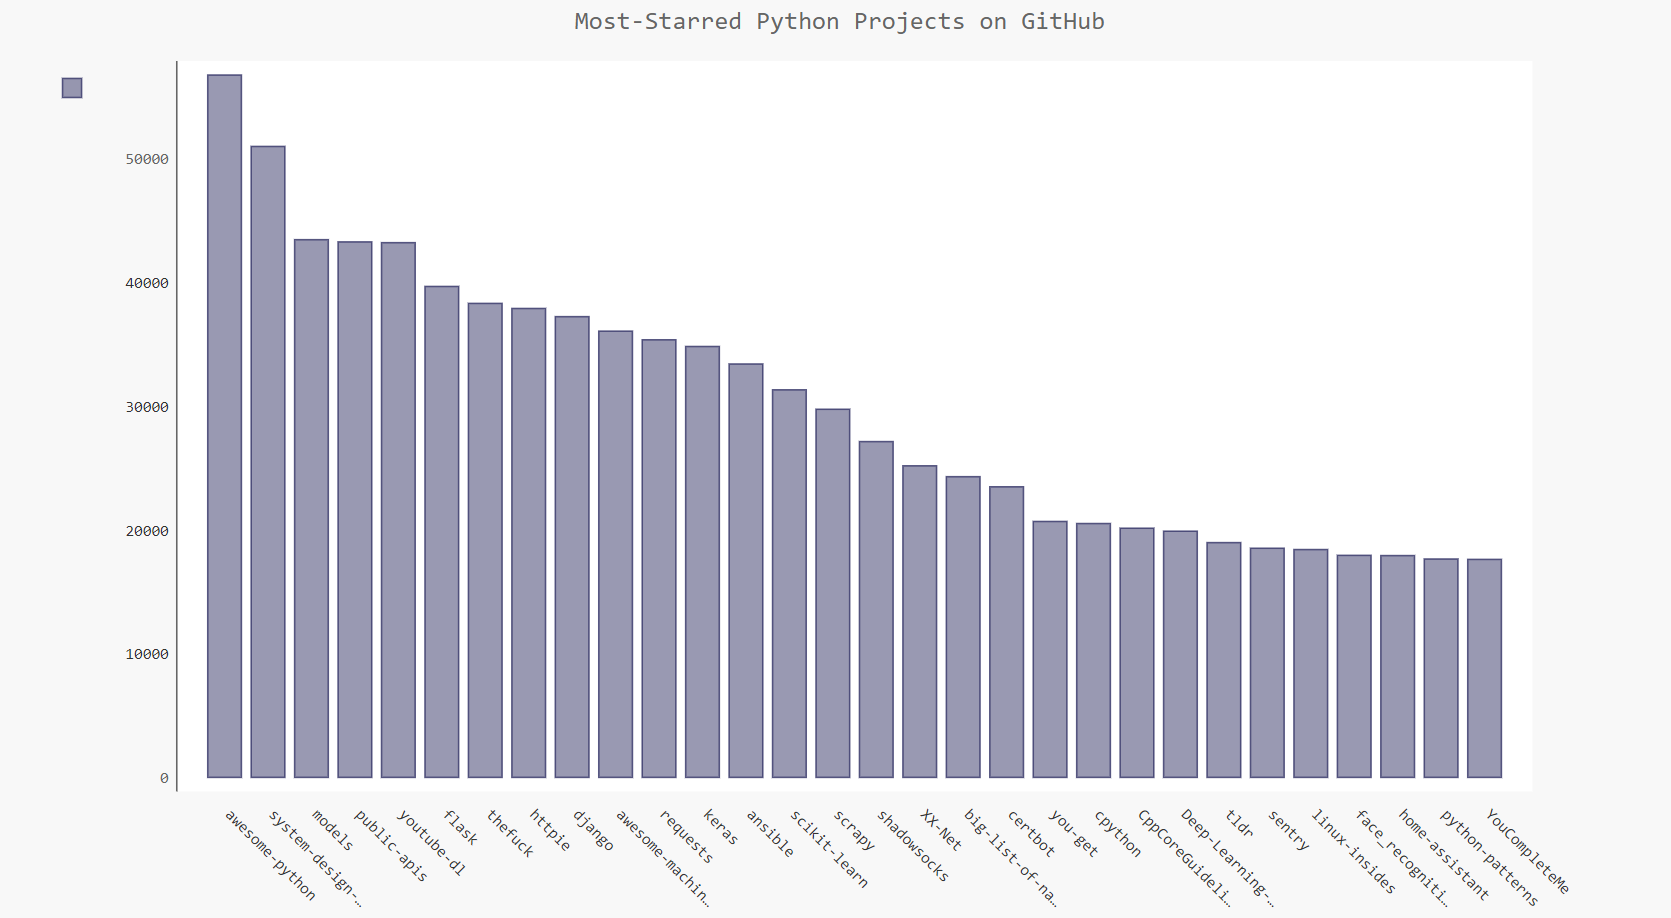 Most-Starred Python Projects on GitHub
50000
40000
30000
20000
10000
0
awesome-python
system-design-…
models
public-apis
youtube-dl
flask
thefuck
httpie
django
awesome-machin…
requests
keras
ansible
scikit-learn
scrapy
shadowsocks
XX-Net
big-list-of-na…
certbot
you-get
cpython
CppCoreGuideli…
Deep-Learning-…
tldr
sentry
linux-insides
face_recogniti…
home-assistant
python-patterns
YouCompleteMe